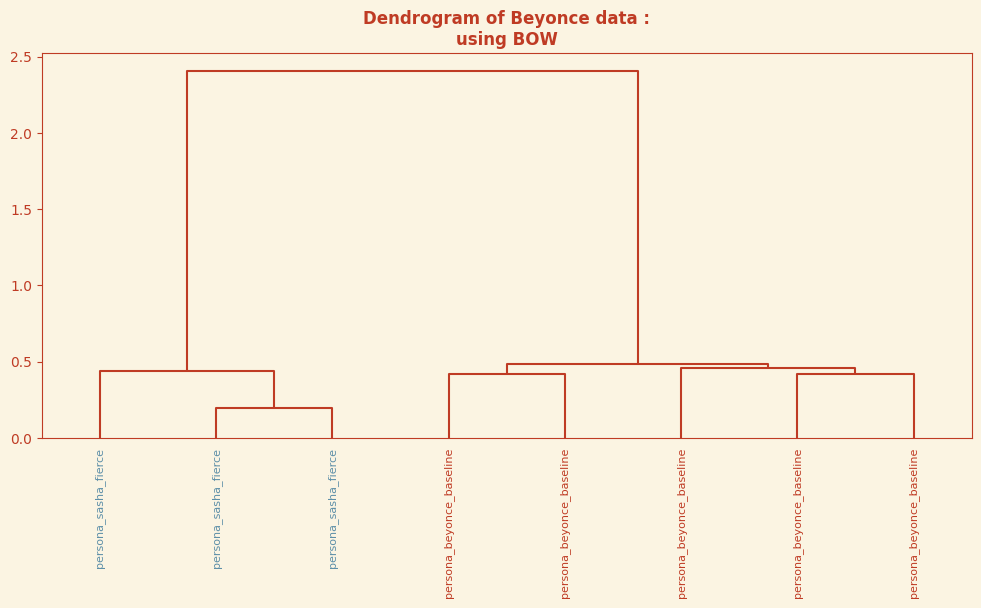 Dendrogram of Beyonce data :
using BOW
2.5
2.0
1.5
1.0
0.5
0.0
persona_sasha_fierce
persona_sasha_fierce
persona_sasha_fierce
persona_beyonce_baseline
persona_beyonce_baseline
persona_beyonce_baseline
persona_beyonce_baseline
persona_beyonce_baseline